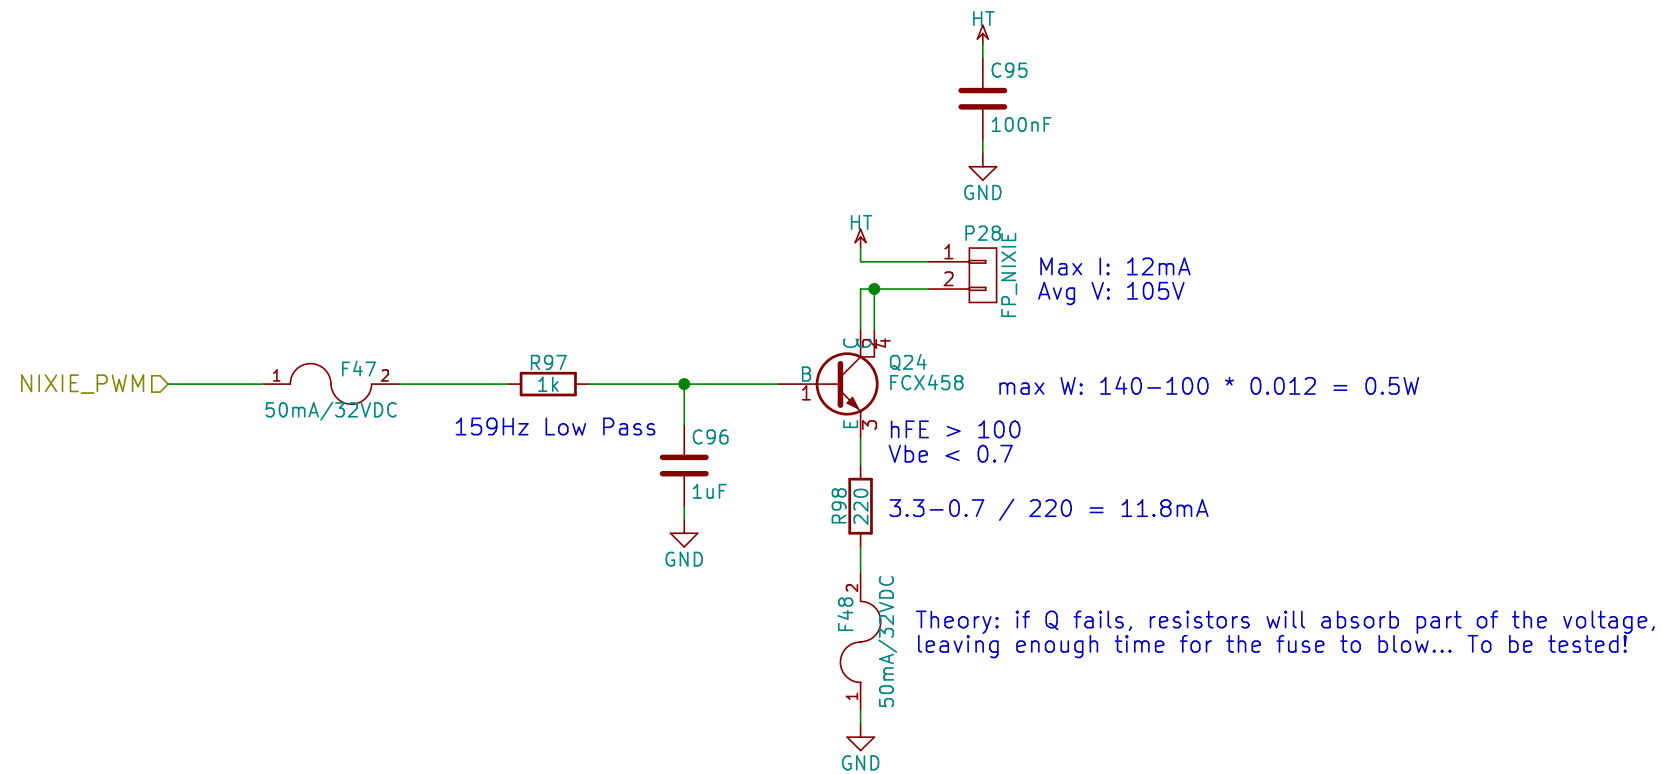 HT
C95
100nF
GND
HT
P28
1
2
FP_NIXIE
Max I: 12mA
Avg V: 105V
C
4
NIXIE_PWM
1
F47
2
50mA/32VDC
R97
1k
159Hz Low Pass
C96
1uF
GND
B
1
Q24
FCX458
max W: 140-100 * 0.012 = 0.5W
E
3
hFE > 100
Vbe < 0.7
R98
220
3.3-0.7 / 220 = 11.8mA
2
F48
50mA/32VDC
1
Theory: if Q fails, resistors will absorb part of the voltage,
leaving enough time for the fuse to blow... To be tested!
GND